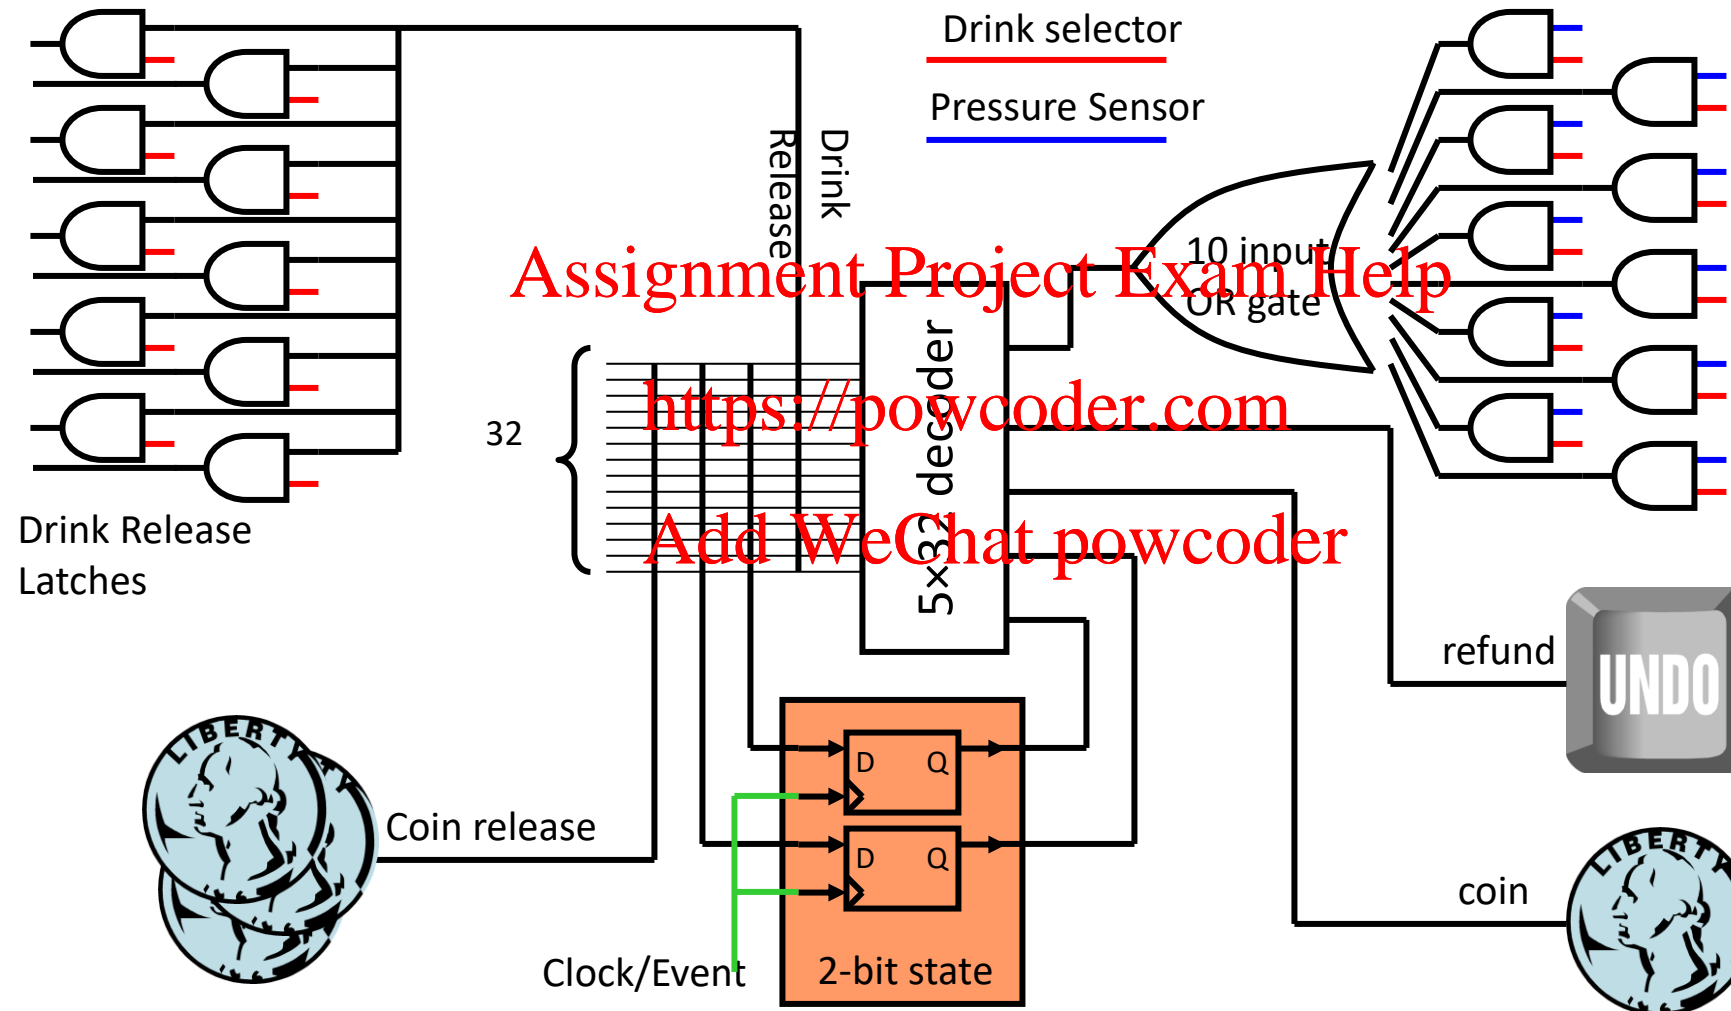 Drink selector
Pressure Sensor
Drink
Release
10 input
OR gate
Assignment Project Exam Help
5×32 decoder
https://powcoder.com
32
Add WeChat powcoder
Drink Release
Latches
refund
UNDO
LIBERTY
LIBERTY
D Q
Coin release
D Q
LIBERTY
coin
Clock/Event
2-bit state